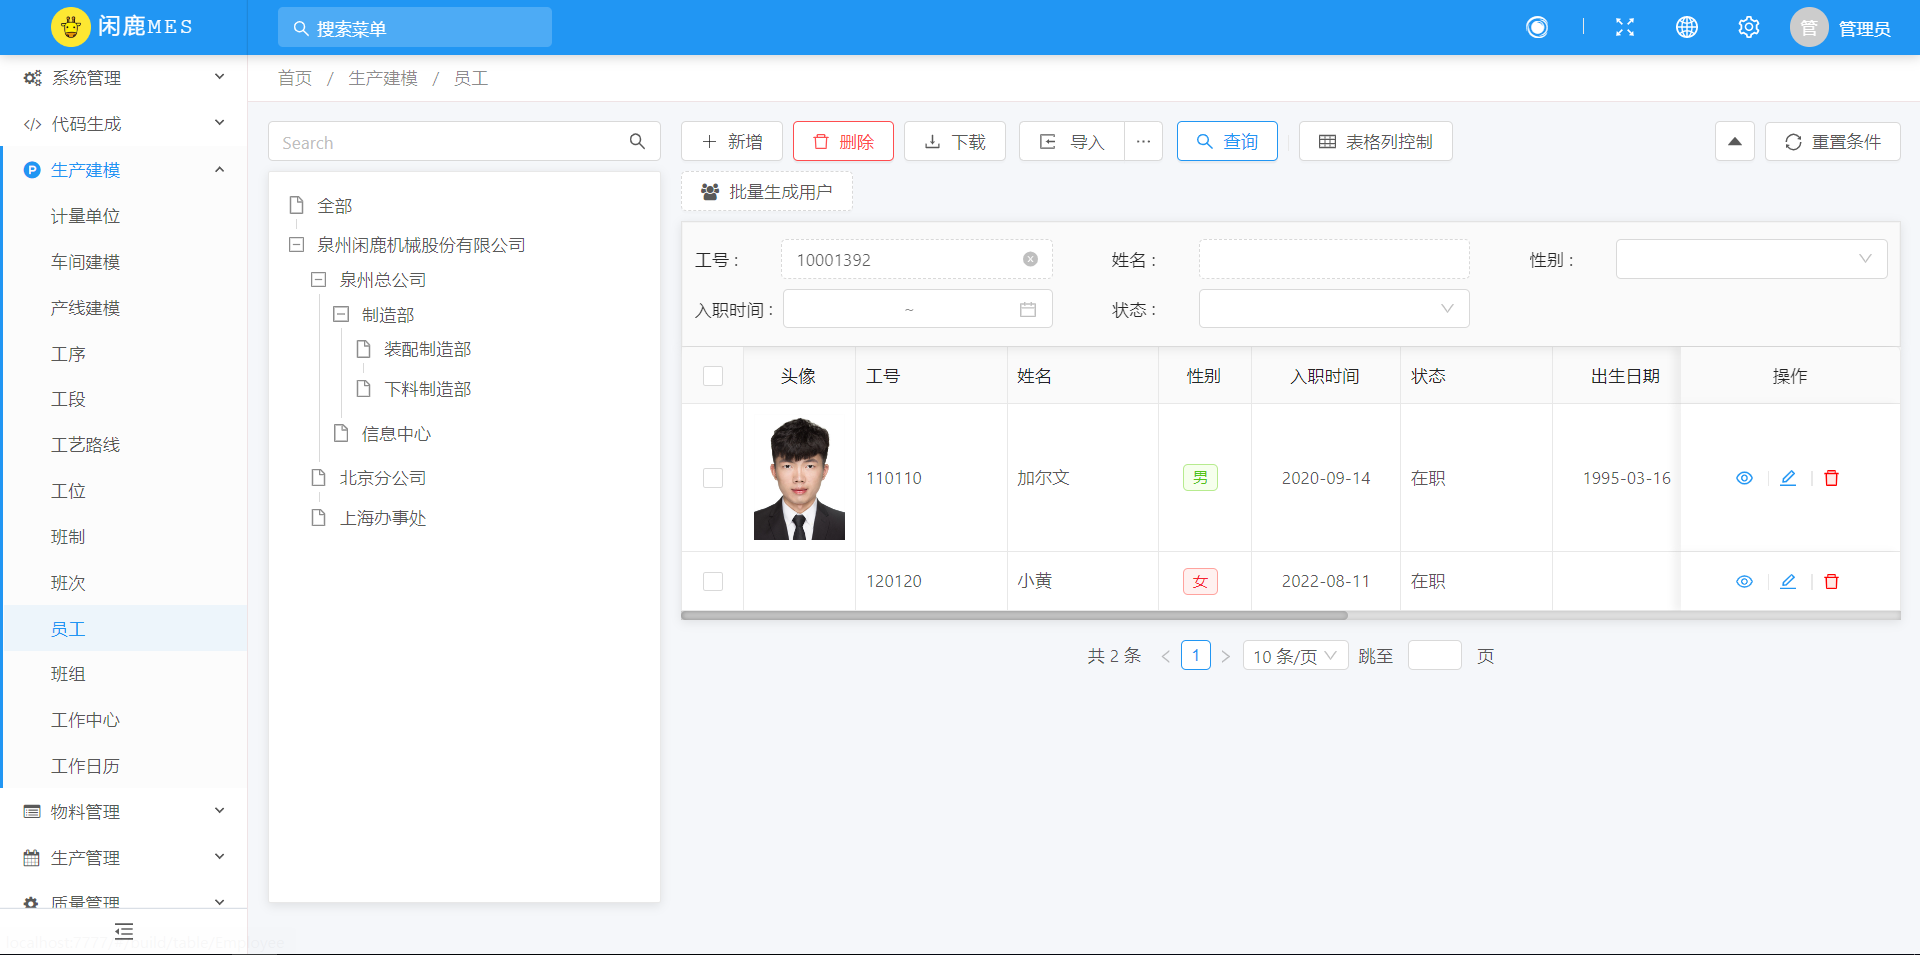 闲鹿MES
搜索菜单
管
管理员
系统管理
代码生成
生产建模
计量单位
车间建模
产线建模
工序
工段
工艺路线
工位
班制
班次
员工
班组
工作中心
工作日历
物料管理
生产管理
质量管理
首页 / 生产建模 / 员工
Search
全部
泉州闲鹿机械股份有限公司
泉州总公司
制造部
装配制造部
下料制造部
信息中心
北京分公司
上海办事处
新增 删除 下载 导入 ··· 查询 表格列控制 重置条件
批量生成用户
工号 : 10001392 姓名 : 性别 :
入职时间 : ~ 状态 :
头像 工号 姓名 性别 入职时间 状态 出生日期 操作
110110 加尔文 男 2020-09-14 在职 1995-03-16
120120 小黄 女 2022-08-11 在职
共 2 条 < 1 > 10 条/页 跳至 页